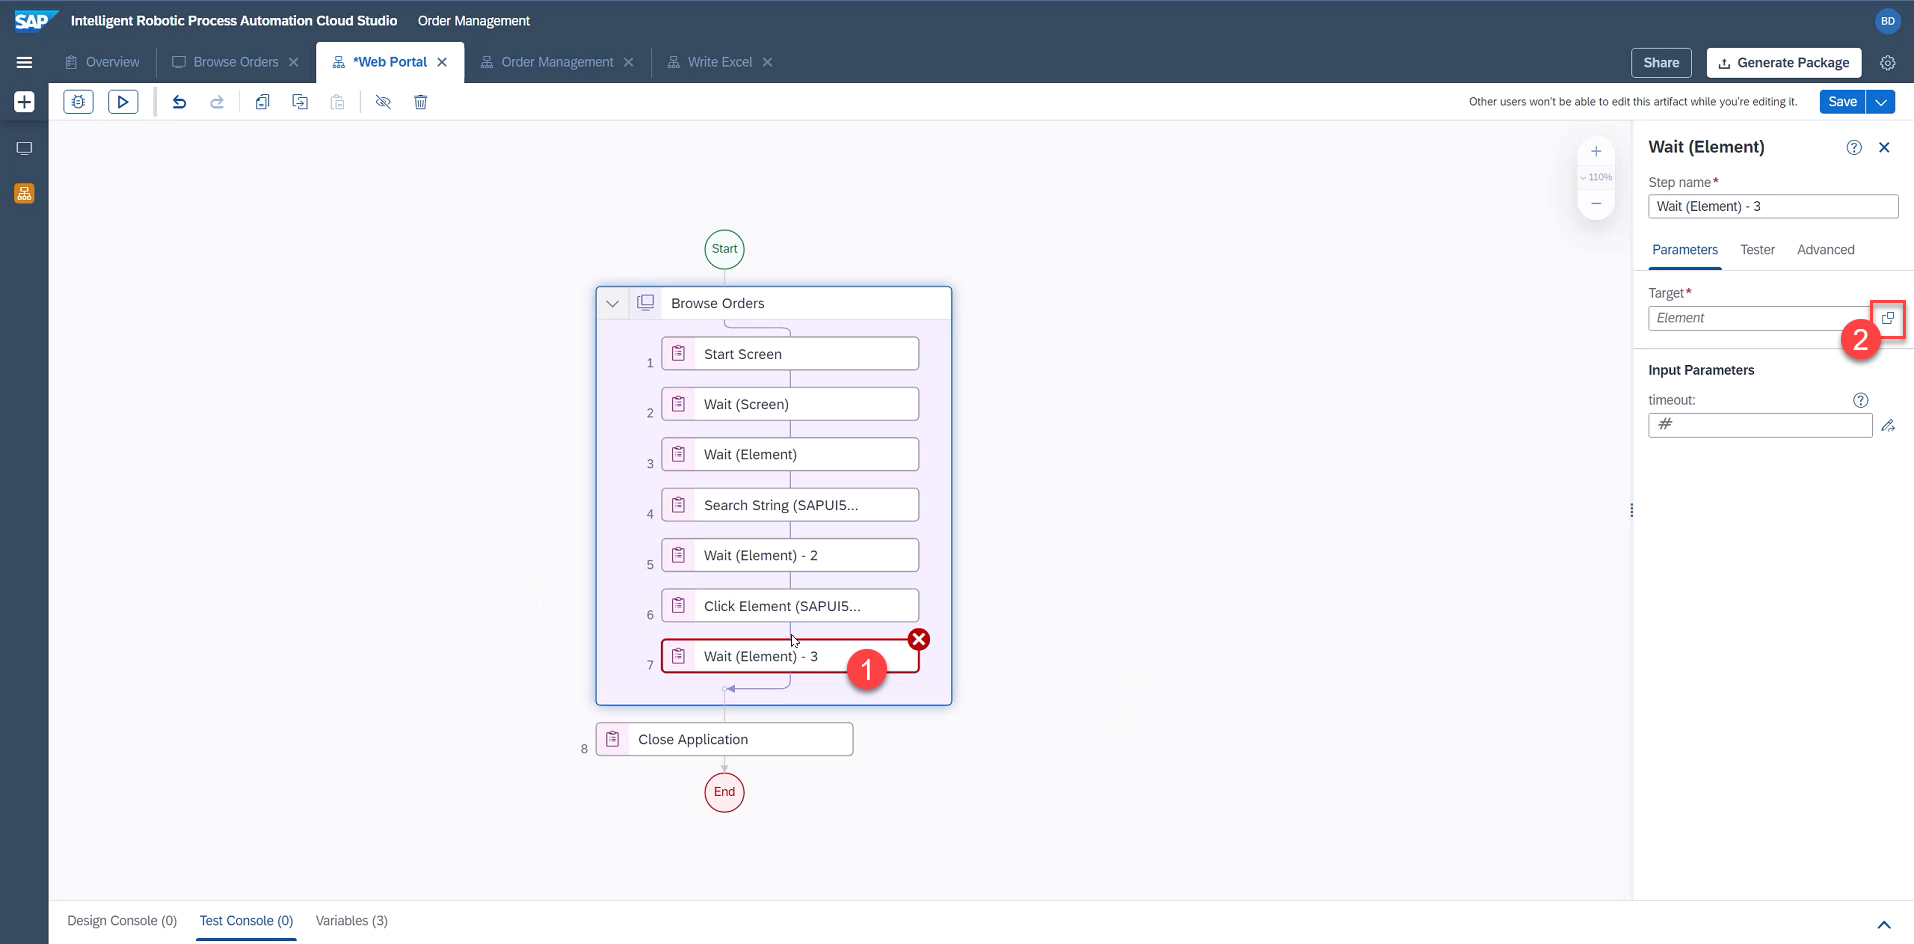 SAP Intelligent Robotic Process Automation Cloud Studio Order Management BD
Overview Browse Orders *Web Portal Order Management Write Excel Share Generate Package
Other users won't be able to edit this artifact while you're editing it. Save
110%
Start
Browse Orders
1 Start Screen
2 Wait (Screen)
3 Wait (Element)
4 Search String (SAPUI5...
5 Wait (Element) - 2
6 Click Element (SAPUI5...
7 Wait (Element) - 3
1
8 Close Application
End
Wait (Element)
Step name*
Wait (Element) - 3
Parameters Tester Advanced
Target*
Element
2
Input Parameters
timeout:
#
Design Console (0) Test Console (0) Variables (3)